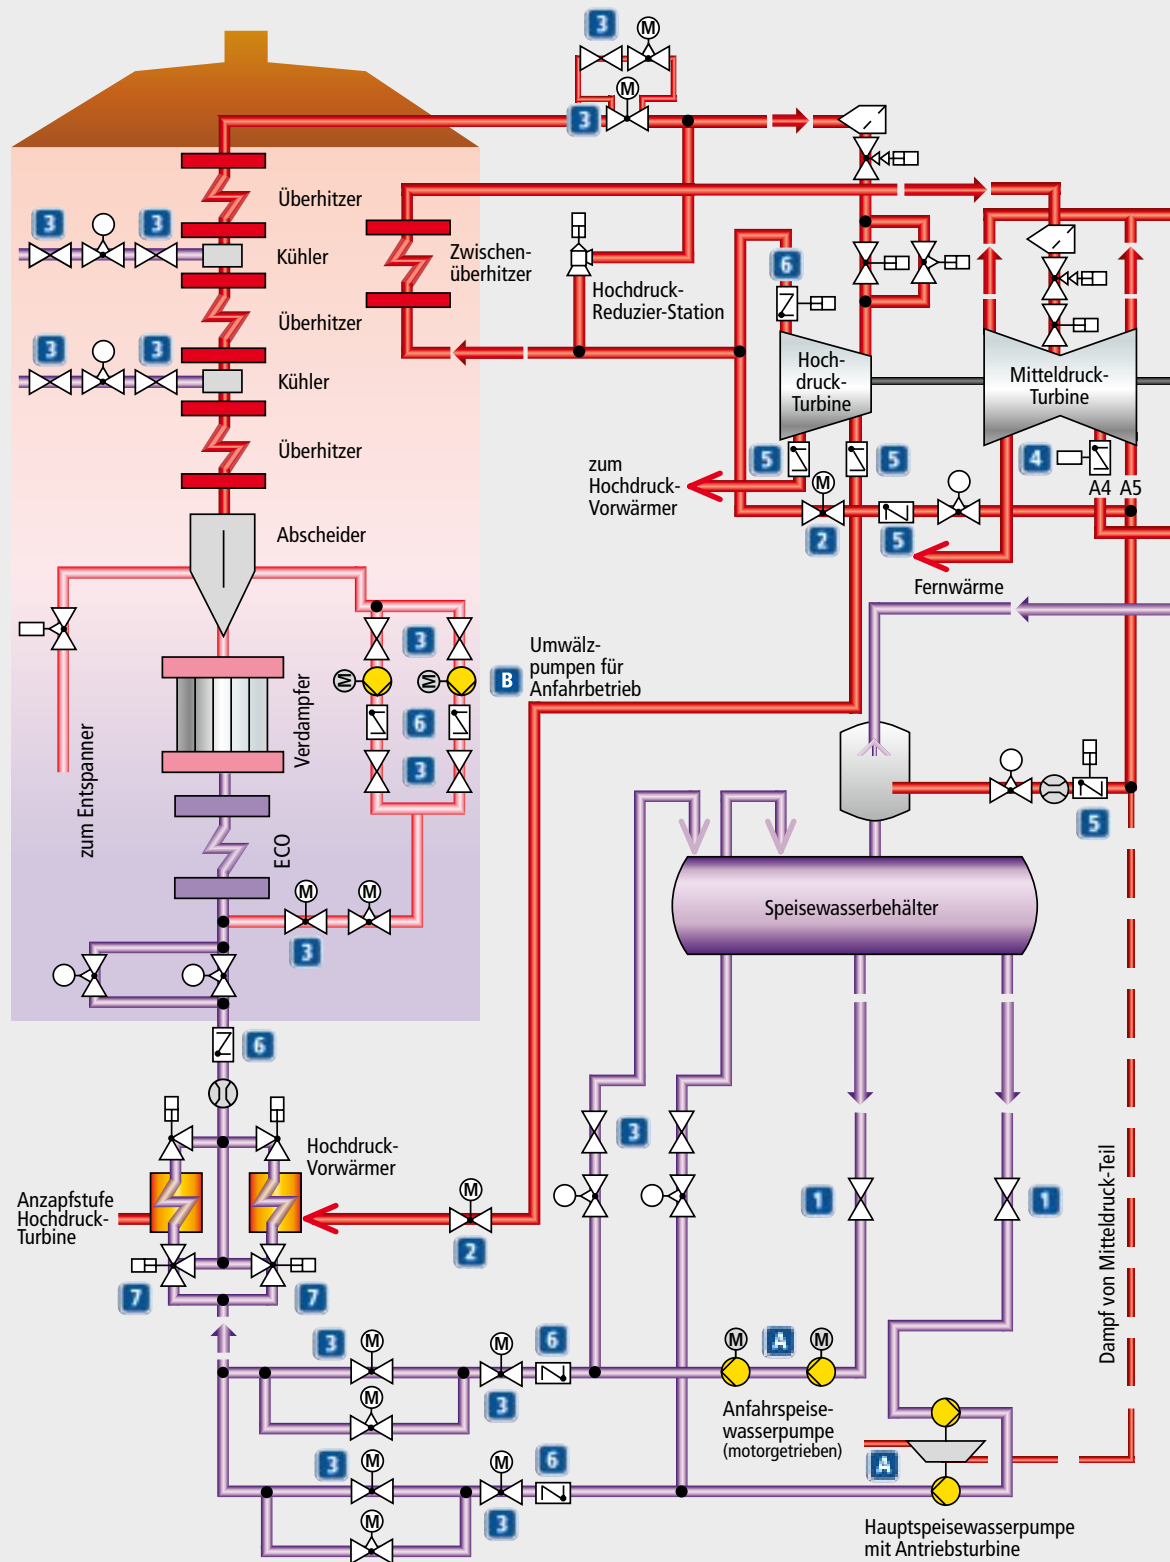 3
M
M
3
Überhitzer
3
3
Kühler
Zwischen-
überhitzer
6
Hochdruck-
Reduzier-Station
Überhitzer
3
3
Kühler
Hoch-
druck-
Turbine
Mitteldruck-
Turbine
Überhitzer
5
5
4
zum
Hochdruck-
Vorwärmer
M
A4
A5
2
5
Abscheider
Fernwärme
3
Umwälz-
pumpen für
Anfahrbetrieb
B
M
M
6
Verdampfer
3
zum Entspanner
5
ECO
M
M
3
Speisewasserbehälter
6
3
Hochdruck-
Vorwärmer
Anzapfstufe
Hochdruck-
Turbine
M
2
1
1
7
7
Dampf von Mitteldruck-Teil
3
M
M
6
M
A
M
3
M
Anfahrspeise-
wasserpumpe
(motorgetrieben)
3
M
M
6
A
3
M
Hauptspeisewasserpumpe
mit Antriebsturbine